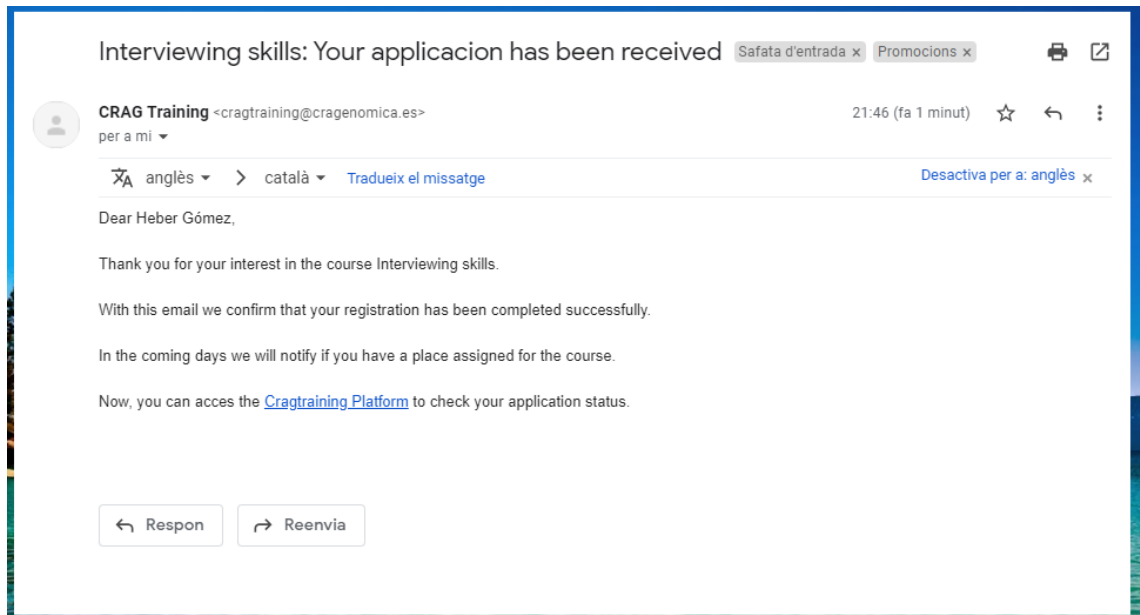 Interviewing skills: Your applicacion has been received Safata d'entrada × Promocions ×
CRAG Training <cragtraining@cragenomica.es> 21:46 (fa 1 minut)
per a mi
anglès > català Tradueix el missatge Desactiva per a: anglès ×
Dear Heber Gómez,
Thank you for your interest in the course Interviewing skills.
With this email we confirm that your registration has been completed successfully.
In the coming days we will notify if you have a place assigned for the course.
Now, you can acces the Cragtraining Platform to check your application status.
Respon Reenvia